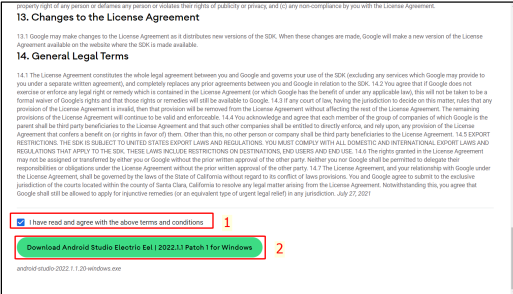 property right of any person or defames any person or violates their rights of publicity or privacy, and (c) any non-compliance by you with the License Agreement.
13. Changes to the License Agreement
13.1 Google may make changes to the License Agreement as it distributes new versions of the SDK. When these changes are made, Google will make a new version of the License
Agreement available on the website where the SDK is made available.
14. General Legal Terms
14.1 The License Agreement constitutes the whole legal agreement between you and Google and governs your use of the SDK (excluding any services which Google may provide to
you under a separate written agreement), and completely replaces any prior agreements between you and Google in relation to the SDK. 14.2 You agree that if Google does not
exercise or enforce any legal right or remedy which is contained in the License Agreement (or which Google has the benefit of under any applicable law), this will not be taken to be a
formal waiver of Google's rights and that those rights or remedies will still be available to Google. 14.3 If any court of law, having the jurisdiction to decide on this matter, rules that any
provision of the License Agreement is invalid, then that provision will be removed from the License Agreement without affecting the rest of the License Agreement. The remaining
provisions of the License Agreement will continue to be valid and enforceable. 14.4 You acknowledge and agree that each member of the group of companies of which Google is the
parent shall be third party beneficiaries to the License Agreement and that such other companies shall be entitled to directly enforce, and rely upon, any provision of the License
Agreement that confers a benefit on (or rights in favor of) them. Other than this, no other person or company shall be third party beneficiaries to the License Agreement. 14.5 EXPORT
RESTRICTIONS. THE SDK IS SUBJECT TO UNITED STATES EXPORT LAWS AND REGULATIONS. YOU MUST COMPLY WITH ALL DOMESTIC AND INTERNATIONAL EXPORT LAWS AND
REGULATIONS THAT APPLY TO THE SDK. THESE LAWS INCLUDE RESTRICTIONS ON DESTINATIONS, END USERS AND END USE. 14.6 The rights granted in the License Agreement
may not be assigned or transferred by either you or Google without the prior written approval of the other party. Neither you nor Google shall be permitted to delegate their
responsibilities or obligations under the License Agreement without the prior written approval of the other party. 14.7 The License Agreement, and your relationship with Google under
the License Agreement, shall be governed by the laws of the State of California without regard to its conflict of laws provisions. You and Google agree to submit to the exclusive
jurisdiction of the courts located within the county of Santa Clara, California to resolve any legal matter arising from the License Agreement. Notwithstanding this, you agree that
Google shall still be allowed to apply for injunctive remedies (or an equivalent type of urgent legal relief) in any jurisdiction. July 27, 2021
I have read and agree with the above terms and conditions 1
Download Android Studio Electric Eel | 2022.1.1 Patch 1 for Windows 2
android-studio-2022.1.1.20-windows.exe